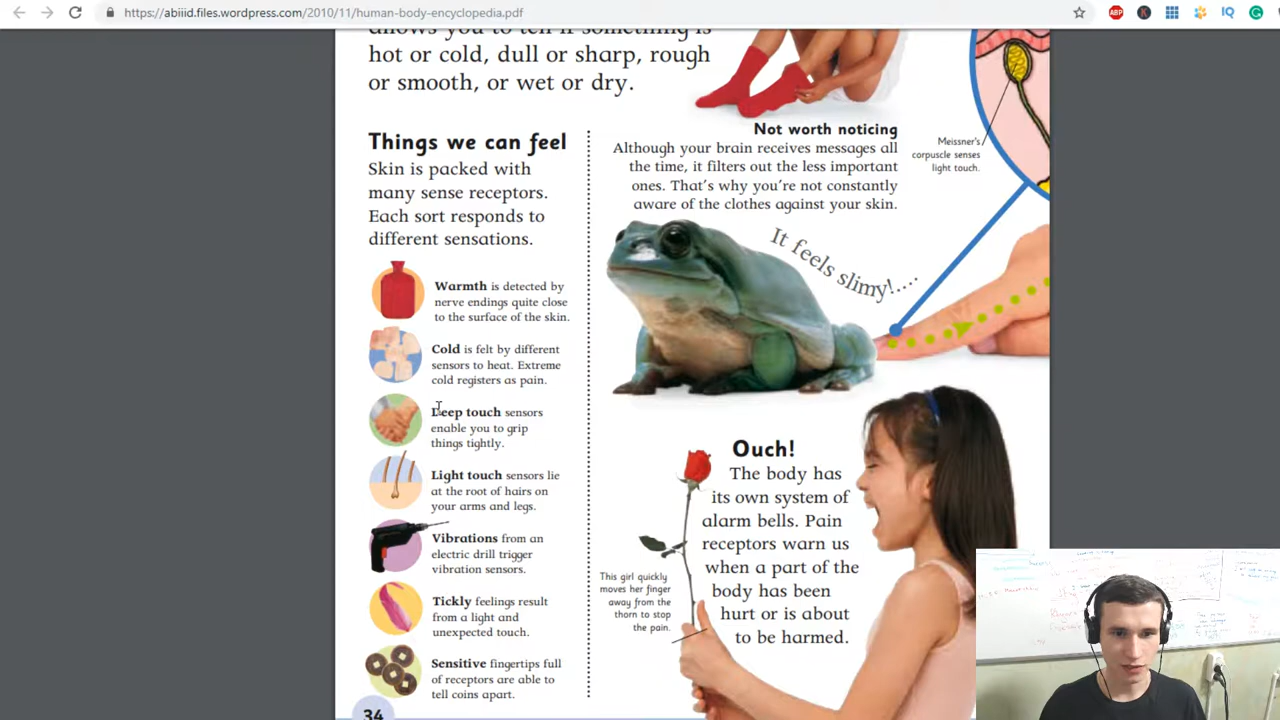 https://abiiid.files.wordpress.com/2010/11/human-body-encyclopedia.pdf
hot or cold, dull or sharp, rough
or smooth, or wet or dry.
Things we can feel
Skin is packed with
many sense receptors.
Each sort responds to
different sensations.
Warmth is detected by
nerve endings quite close
to the surface of the skin.
Cold is felt by different
sensors to heat. Extreme
cold registers as pain.
Deep touch sensors
enable you to grip
things tightly.
Light touch sensors lie
at the root of hairs on
your arms and legs.
Vibrations from an
electric drill trigger
vibration sensors.
Tickly feelings result
from a light and
unexpected touch.
Sensitive fingertips full
of receptors are able to
tell coins apart.
34
Not worth noticing
Although your brain receives messages all
the time, it filters out the less important
ones. That's why you're not constantly
aware of the clothes against your skin.
Meissner's
corpuscle senses
light touch.
It feels slimy!....
Ouch!
The body has
its own system of
alarm bells. Pain
receptors warn us
when a part of the
body has been
hurt or is about
to be harmed.
This girl quickly
moves her finger
away from the
thorn to stop
the pain.
ABP
K
IQ
G